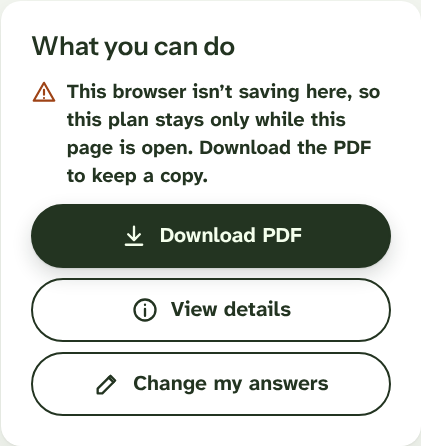 What you can do
This browser isn’t saving here, so
this plan stays only while this
page is open. Download the PDF
to keep a copy.
Download PDF
View details
Change my answers